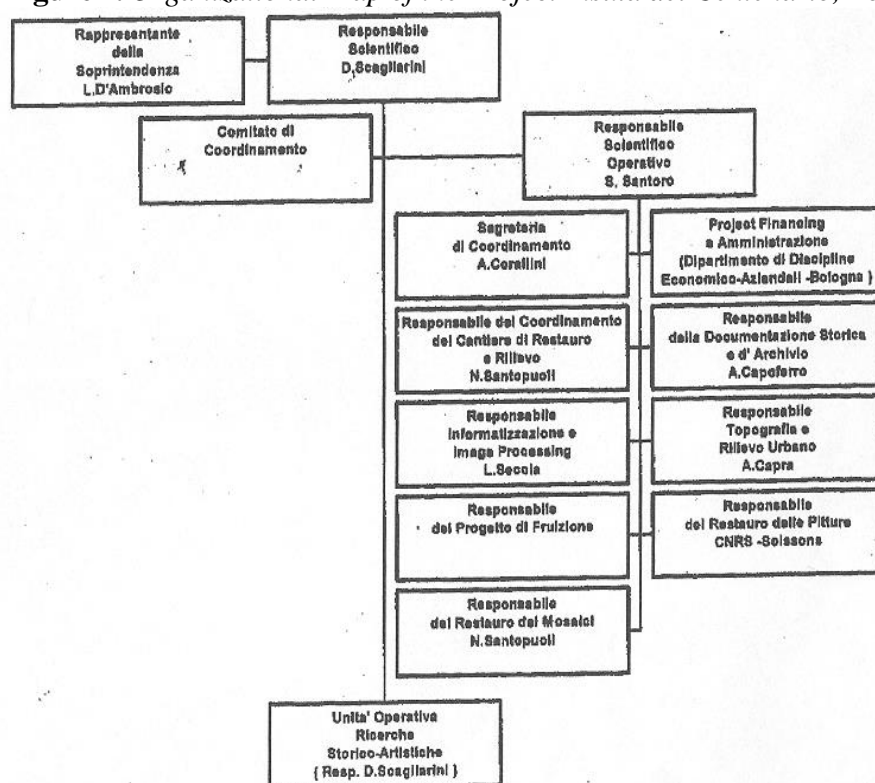 Rappresentante
della
Soprintendenza
L.D'Ambrosio
Responsabile
Scientifico
D.Scagliarini
Comitato di
Coordinamento
Responsabile
Scientifico
Operativo
S. Santoro
Segretaria
di Coordinamento
A.Corallini
Project Financing
e Amministrazione
(Dipartimento di Discipline
Economico-Aziendali -Bologna )
Responsabile del Coordinamento
del Cantiere di Restauro
e Rilievo
N.Santopuoli
Responsabile
della Documentazione Storica
e d' Archivio
A.Capoferro
Responsabile
Informatizzazione e
Image Processing
L.Seccia
Responsabile
Topografia e
Rilievo Urbano
A.Capra
Responsabile
del Progetto di Fruizione
Responsabile
del Restauro delle Pitture
CNRS -Soissons
Responsabile
del Restauro dei Mosaici
N.Santopuoli
Unita' Operativa
Ricerche
Storico-Artistiche
( Resp. D.Scagliarini )